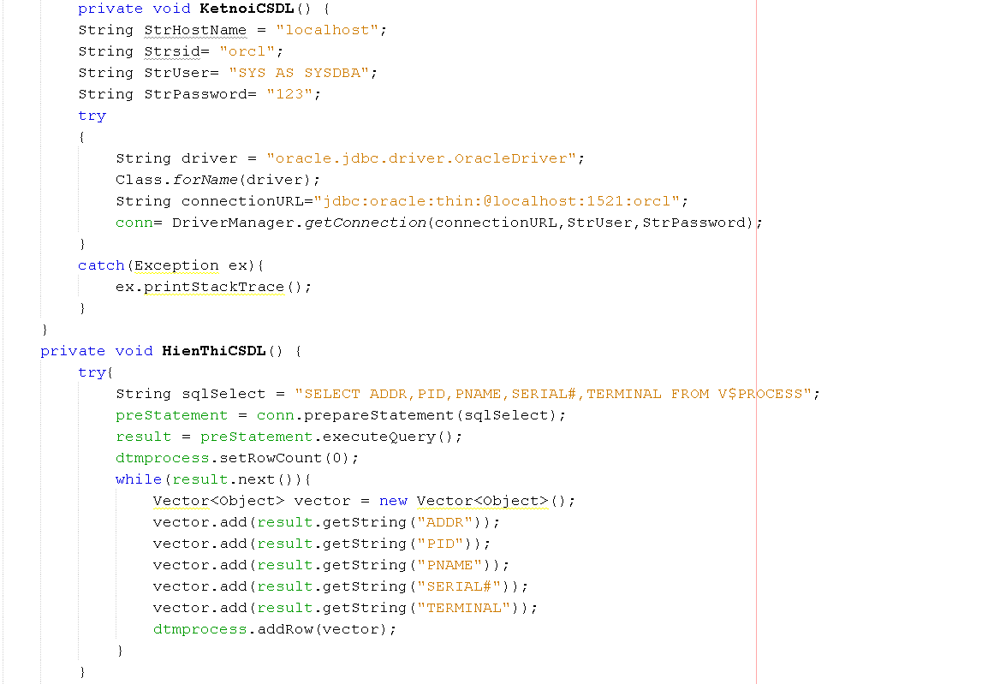 private void KetnoiCSDL() {
String StrHostName = "localhost";
String Strsid= "orcl";
String StrUser= "SYS AS SYSDBA";
String StrPassword= "123";
try
{
String driver = "oracle.jdbc.driver.OracleDriver";
Class.forName(driver);
String connectionURL="jdbc:oracle:thin:@localhost:1521:orcl";
conn= DriverManager.getConnection(connectionURL,StrUser,StrPassword);
}
catch(Exception ex){
ex.printStackTrace();
}
}
private void HienThiCSDL() {
try{
String sqlSelect = "SELECT ADDR,PID,PNAME,SERIAL#,TERMINAL FROM V$PROCESS";
preStatement = conn.prepareStatement(sqlSelect);
result = preStatement.executeQuery();
dtmprocess.setRowCount(0);
while(result.next()){
Vector<Object> vector = new Vector<Object>();
vector.add(result.getString("ADDR"));
vector.add(result.getString("PID"));
vector.add(result.getString("PNAME"));
vector.add(result.getString("SERIAL#"));
vector.add(result.getString("TERMINAL"));
dtmprocess.addRow(vector);
}
}